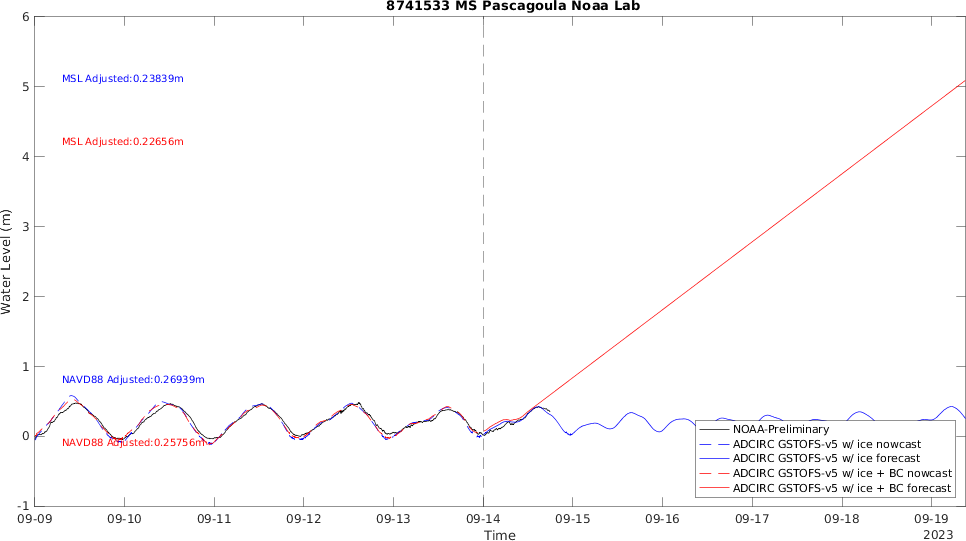 8741533 MS Pascagoula Noaa Lab
6
MSL Adjusted:0.23839m
5
MSL Adjusted:0.22656m
4
3
Water Level (m)
2
1
NAVD88 Adjusted:0.26939m
0
NAVD88 Adjusted:0.25756m
NOAA-Preliminary
ADCIRC GSTOFS-v5 w/ ice nowcast
ADCIRC GSTOFS-v5 w/ ice forecast
ADCIRC GSTOFS-v5 w/ ice + BC nowcast
ADCIRC GSTOFS-v5 w/ ice + BC forecast
-1
09-09 09-10 09-11 09-12 09-13 09-14 09-15 09-16 09-17 09-18 09-19
Time
2023